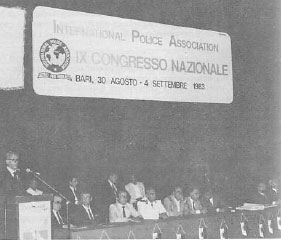 INTERNATIONAL POLICE ASSOCIATION
IX CONGRESSO NAZIONALE
BARI, 30 AGOSTO - 4 SETTEMBRE 1983